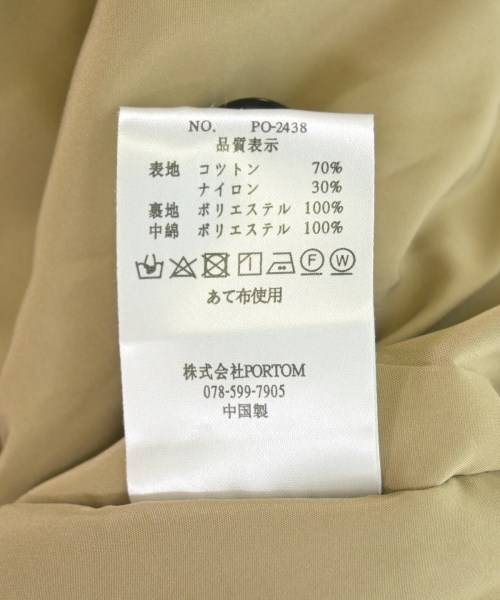 NO. PO-2438
品質表示
表地 コットン 70%
ナイロン 30%
裏地 ポリエステル 100%
中綿 ポリエステル 100%
F W
あて布使用
株式会社PORTOM
078-599-7905
中国製